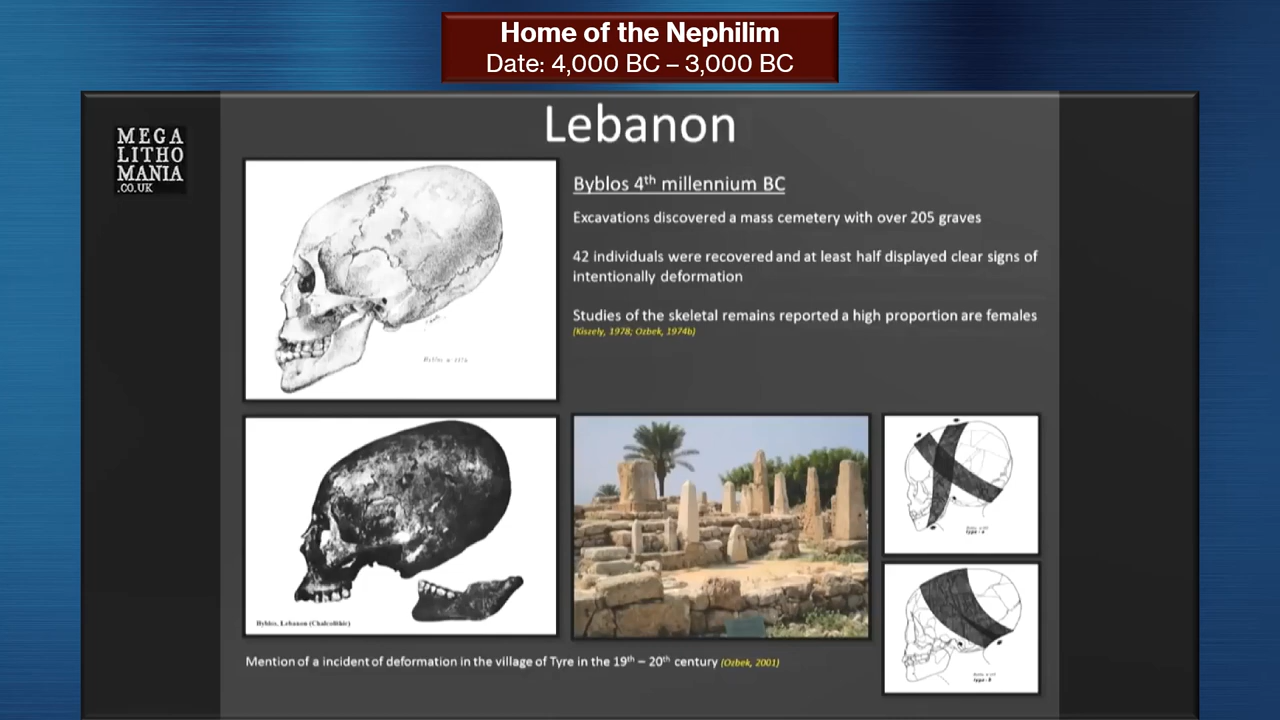 Home of the Nephilim
Date: 4,000 BC – 3,000 BC
MEGA
LITHO
MANIA
.CO.UK
Lebanon
Byblos 4th millennium BC
Excavations discovered a mass cemetery with over 205 graves
42 individuals were recovered and at least half displayed clear signs of
intentionally deformation
Studies of the skeletal remains reported a high proportion are females
(Kiszely, 1978; Ozbek, 1974b)
Byblos, Lebanon (Chalcolithic)
type - a
type - b
Mention of a incident of deformation in the village of Tyre in the 19th – 20th century (Ozbek, 2001)